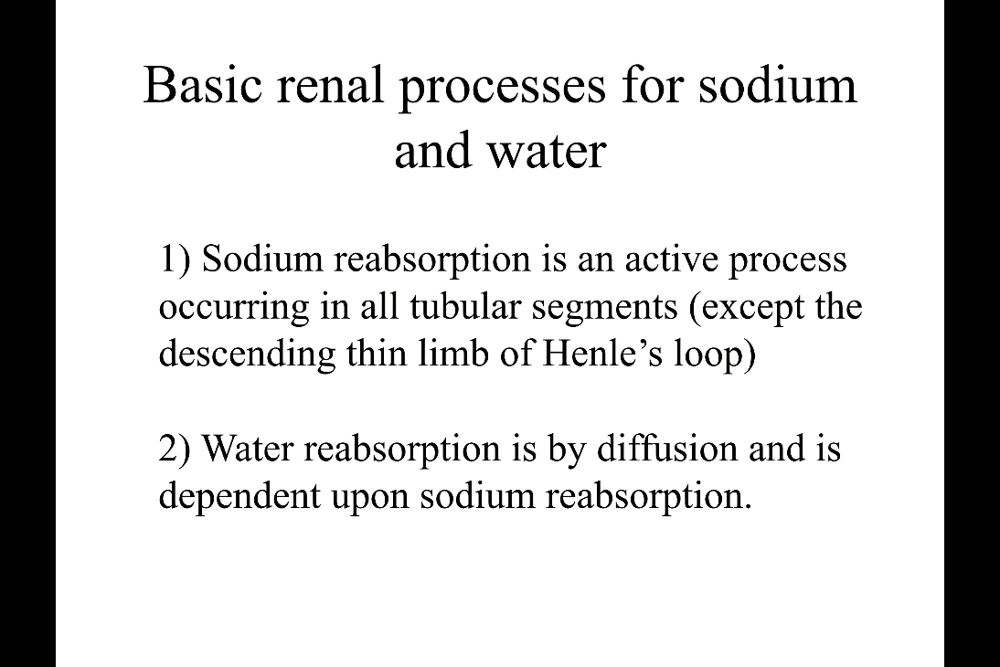 Basic renal processes for sodium
and water
1) Sodium reabsorption is an active process
occurring in all tubular segments (except the
descending thin limb of Henle’s loop)
2) Water reabsorption is by diffusion and is
dependent upon sodium reabsorption.